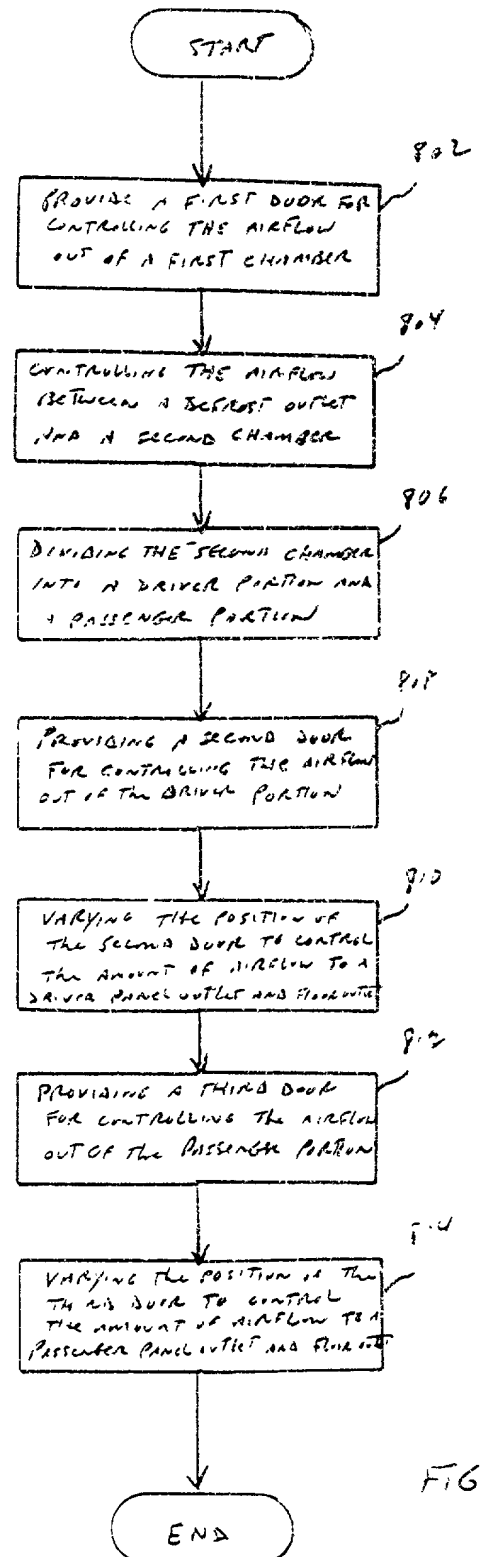 START
802
PROVIDE A FIRST DOOR FOR
CONTROLLING THE AIRFLOW
OUT OF A FIRST CHAMBER
804
CONTROLLING THE AIRFLOW
BETWEEN A DEFROST OUTLET
AND A SECOND CHAMBER
806
DIVIDING THE SECOND CHAMBER
INTO A DRIVER PORTION AND
A PASSENGER PORTION
808
PROVIDING A SECOND DOOR
FOR CONTROLLING THE AIRFLOW
OUT OF THE DRIVER PORTION
810
VARYING THE POSITION OF
THE SECOND DOOR TO CONTROL
THE AMOUNT OF AIRFLOW TO A
DRIVER PANEL OUTLET AND FLOOR OUTLET
812
PROVIDING A THIRD DOOR
FOR CONTROLLING THE AIRFLOW
OUT OF THE PASSENGER PORTION
814
VARYING THE POSITION OF THE
THIRD DOOR TO CONTROL
THE AMOUNT OF AIRFLOW TO A
PASSENGER PANEL OUTLET AND FLOOR OUTLET
END
FIG